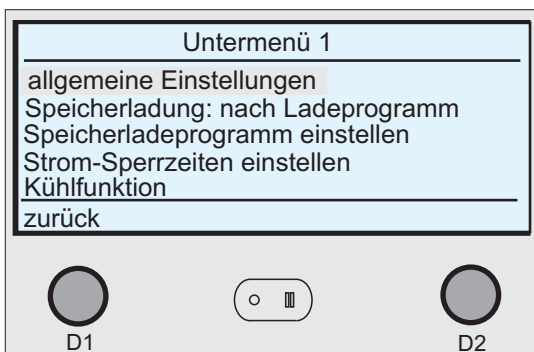 Untermenü 1
allgemeine Einstellungen
Speicherladung: nach Ladeprogramm
Speicherladeprogramm einstellen
Strom-Sperrzeiten einstellen
Kühlfunktion
zurück
D1 D2